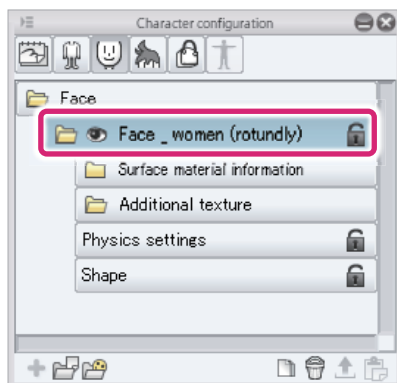 Character configuration
Face
Face _ women (rotundly)
Surface material information
Additional texture
Physics settings
Shape